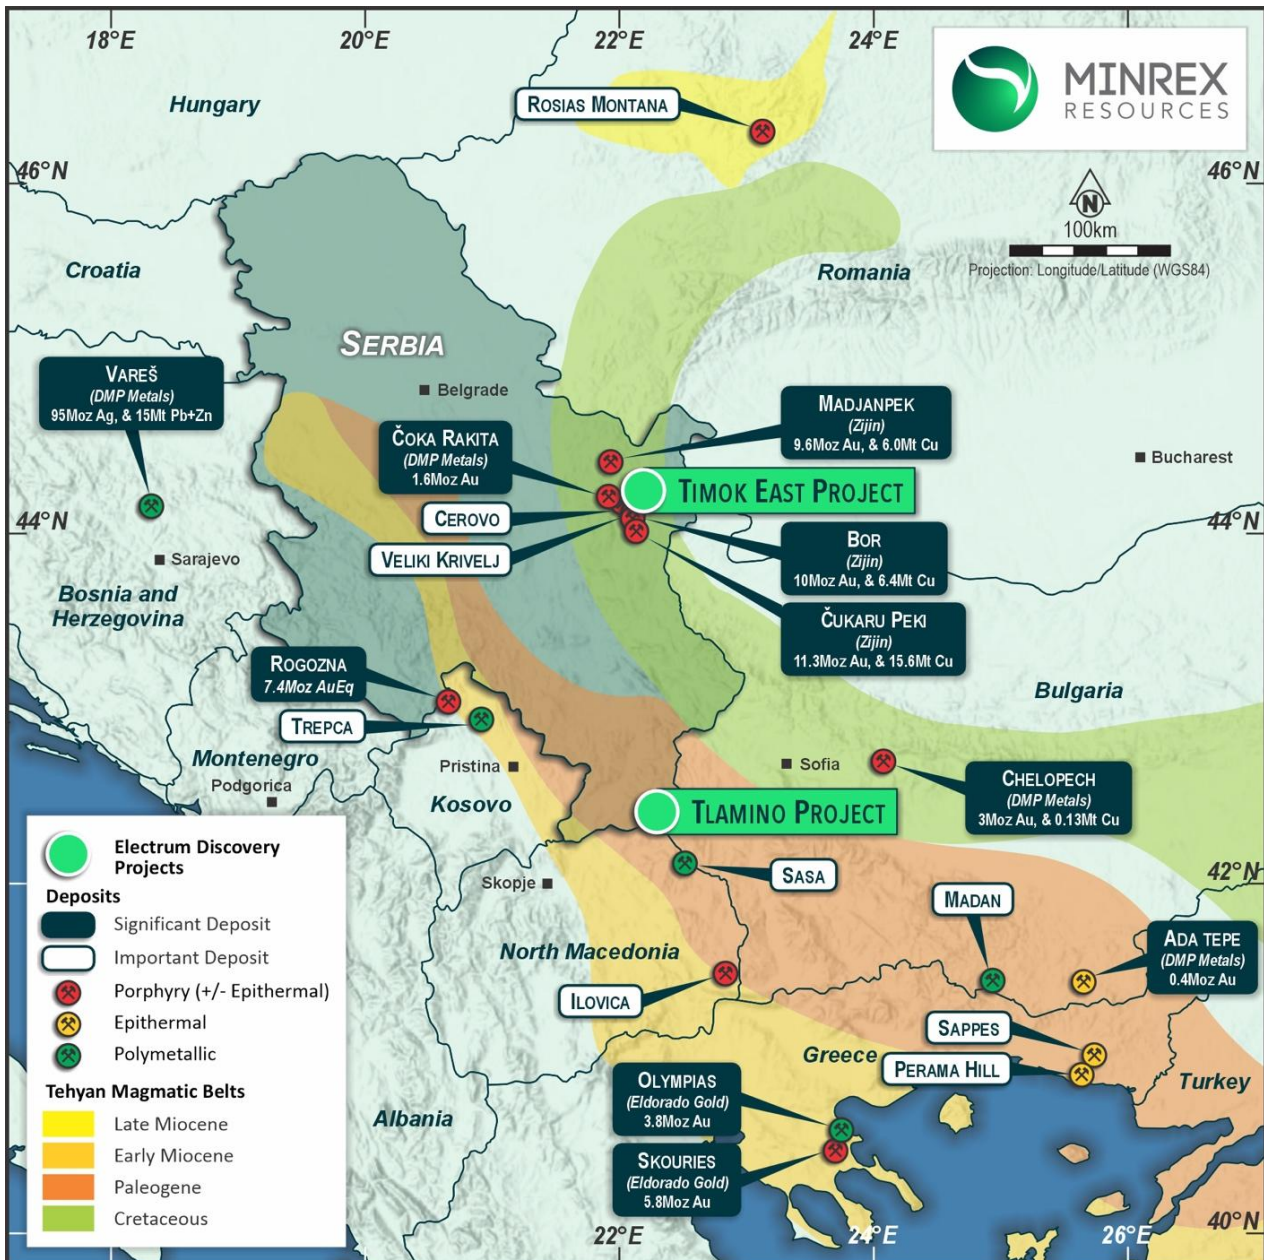 18°E
20°E
22°E
24°E
MINREX
RESOURCES
Hungary
ROSIAS MONTANA
46°N
46°N
N
100km
Projection: Longitude/Latitude (WGS84)
Croatia
Romania
SERBIA
VAREŠ
(DMP Metals)
95Moz Ag, & 15Mt Pb+Zn
Belgrade
MADJANPEK
(Zijin)
9.6Moz Au, & 6.0Mt Cu
ČOKA RAKITA
(DMP Metals)
1.6Moz Au
Bucharest
TIMOK EAST PROJECT
CEROVO
44°N
44°N
VELIKI KRIVELJ
BOR
(Zijin)
10Moz Au, & 6.4Mt Cu
Sarajevo
Bosnia and
Herzegovina
ČUKARU PEKI
(Zijin)
11.3Moz Au, & 15.6Mt Cu
ROGOZNA
7.4Moz AuEq
Bulgaria
TREPCA
Montenegro
Podgorica
Pristina
Kosovo
Sofia
CHELOPECH
(DMP Metals)
3Moz Au, & 0.13Mt Cu
TLAMINO PROJECT
Electrum Discovery
Projects
Deposits
Significant Deposit
Important Deposit
Porphyry (+/- Epithermal)
Epithermal
Polymetallic
Tehyan Magmatic Belts
Late Miocene
Early Miocene
Paleogene
Cretaceous
42°N
Skopje
SASA
MADAN
ADA TEPE
(DMP Metals)
0.4Moz Au
North Macedonia
ILOVICA
SAPPES
Greece
PERAMA HILL
Turkey
OLYMPIAS
(Eldorado Gold)
3.8Moz Au
Albania
SKOURIES
(Eldorado Gold)
5.8Moz Au
22°E
24°E
26°E
40°N